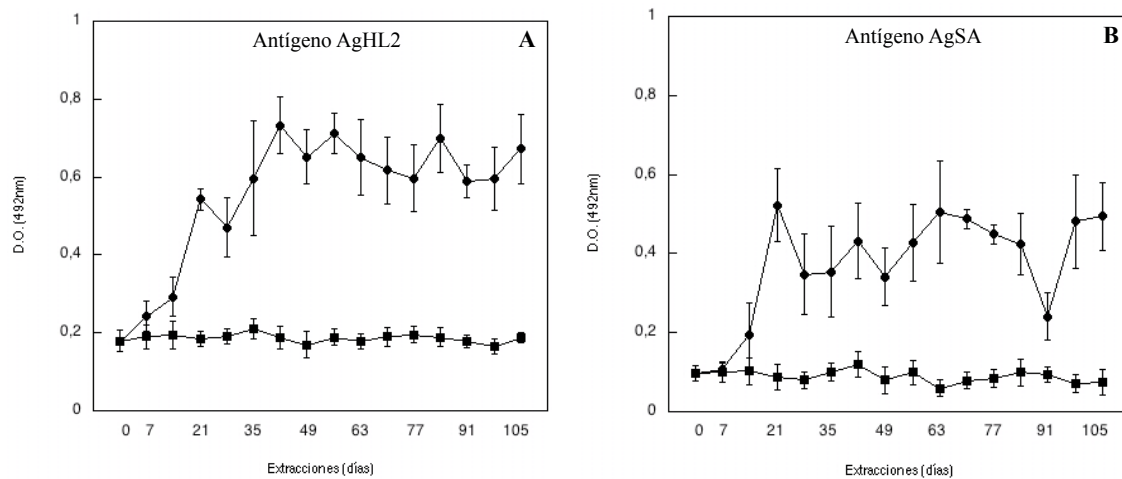 Antígeno AgHL2
A
1
0,8
0,6
0,4
0,2
0
D.O. (492nm)
0 7 21 35 49 63 77 91 105
Extracciones (días)
Antígeno AgSA
B
1
0,8
0,6
0,4
0,2
0
D.O. (492nm)
0 7 21 35 49 63 77 91 105
Extracciones (días)